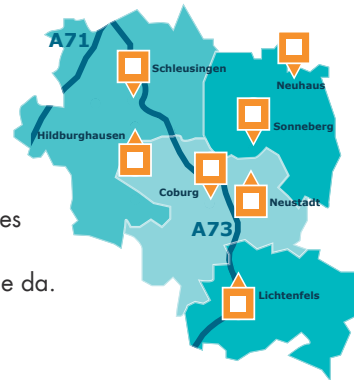 A71
Schleusingen
Neuhaus
Sonneberg
Hildburghausen
Coburg
Neustadt
es
A73
e da.
Lichtenfels